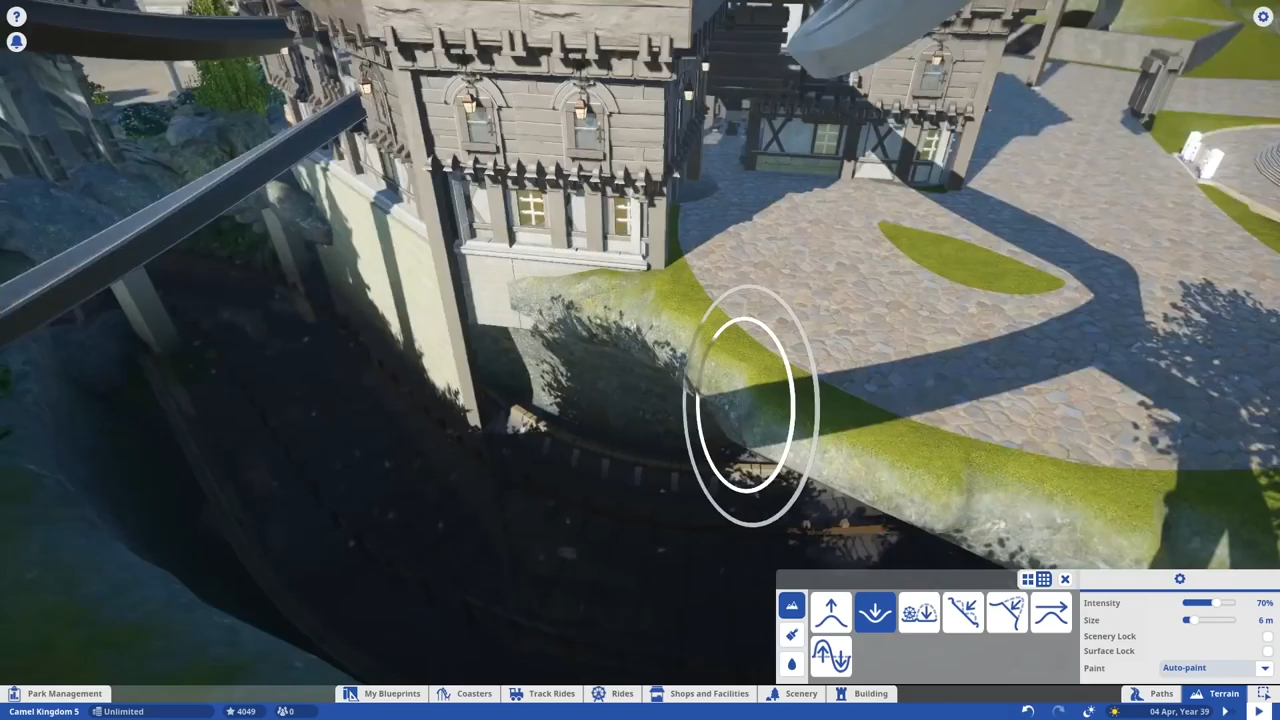 ?
Intensity 70%
Size 6 m
Scenery Lock
Surface Lock
Paint Auto-paint
Park Management My Blueprints Coasters Track Rides Rides Shops and Facilities Scenery Building Paths Terrain
Camel Kingdom 5 Unlimited 4049 0 04 Apr, Year 39